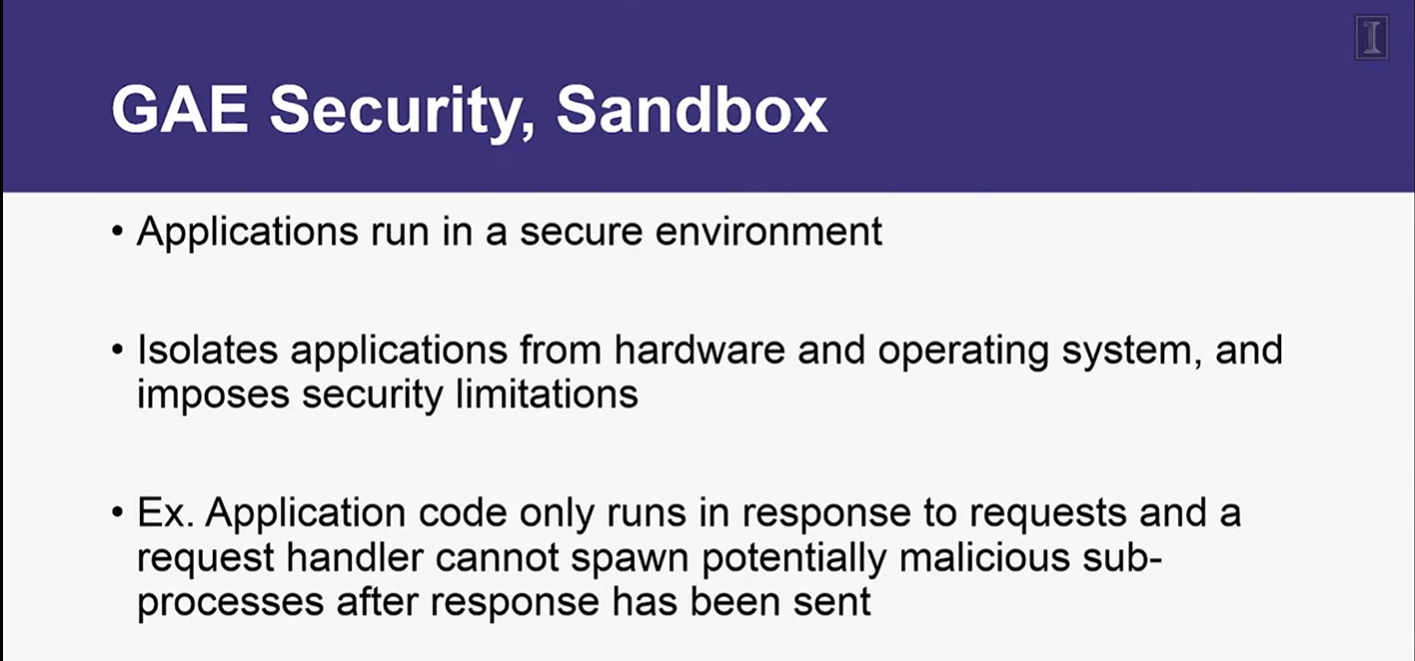 GAE Security, Sandbox
• Applications run in a secure environment
• Isolates applications from hardware and operating system, and
imposes security limitations
• Ex. Application code only runs in response to requests and a
request handler cannot spawn potentially malicious sub-
processes after response has been sent
I